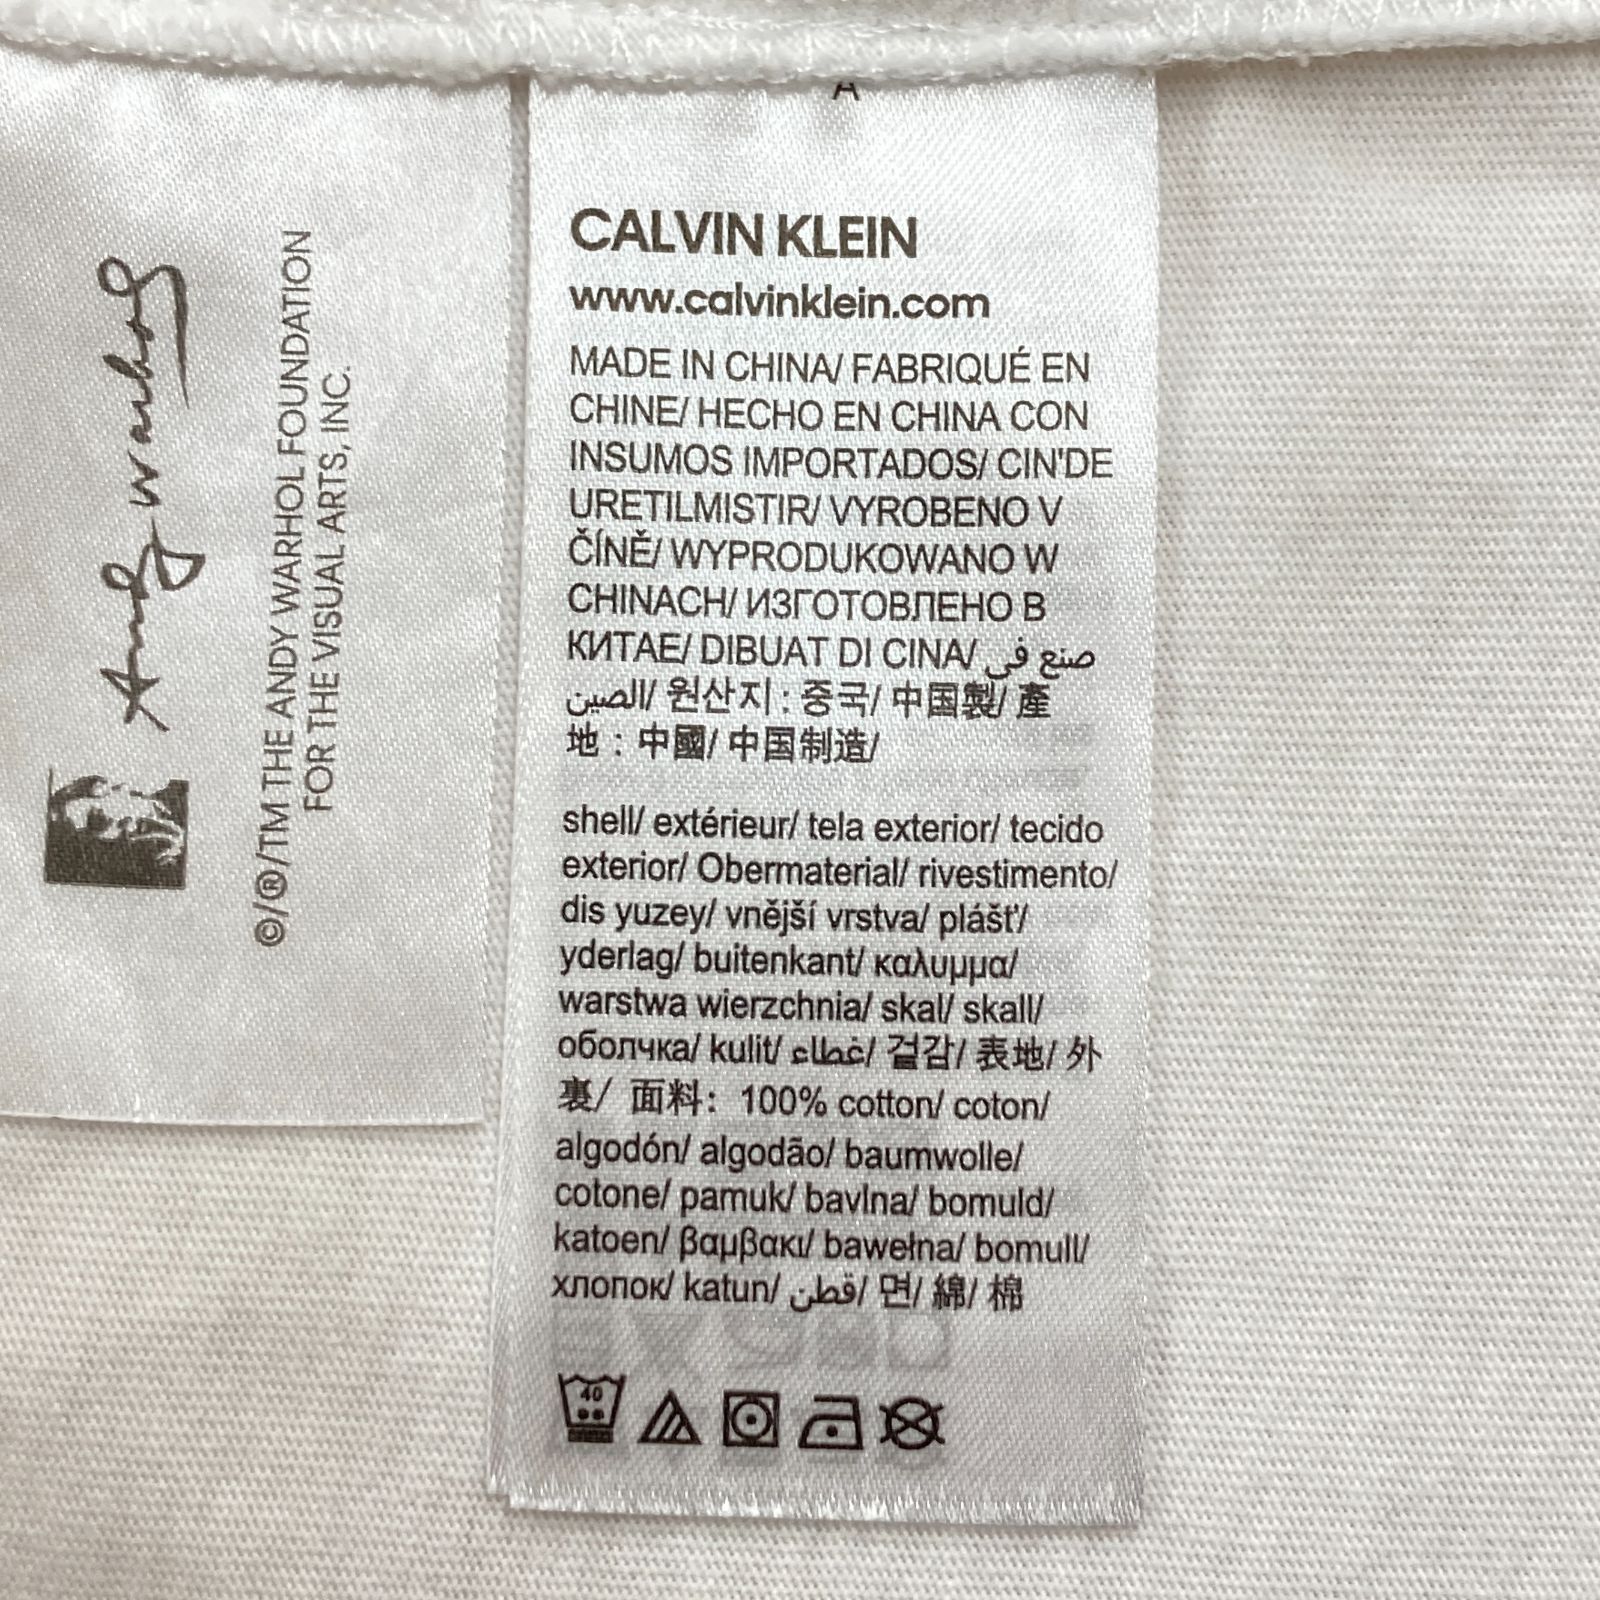 Andy Warhol
©/®/TM THE ANDY WARHOL FOUNDATION
FOR THE VISUAL ARTS, INC.
A
CALVIN KLEIN
www.calvinklein.com
MADE IN CHINA/ FABRIQUÉ EN
CHINE/ HECHO EN CHINA CON
INSUMOS IMPORTADOS/ CIN'DE
URETILMISTIR/ VYROBENO V
ČÍNĚ/ WYPRODUKOWANO W
CHINACH/ ИЗГОТОВЛЕНО В
КИТАЕ/ DIBUAT DI CINA/ صنع في
الصين/ 원산지 : 중국/ 中国製/ 產
地 : 中國/ 中国制造/
shell/ extérieur/ tela exterior/ tecido
exterior/ Obermaterial/ rivestimento/
dis yuzey/ vnější vrstva/ plášť/
yderlag/ buitenkant/ καλυμμα/
warstwa wierzchnia/ skal/ skall/
оболчка/ kulit/ غطاء/ 겉감/ 表地/ 外
裏/ 面料: 100% cotton/ coton/
algodón/ algodão/ baumwolle/
cotone/ pamuk/ bavlna/ bomuld/
katoen/ βαμβακι/ bawełna/ bomull/
хлопок/ katun/ قطن/ 면/ 綿/ 棉
40